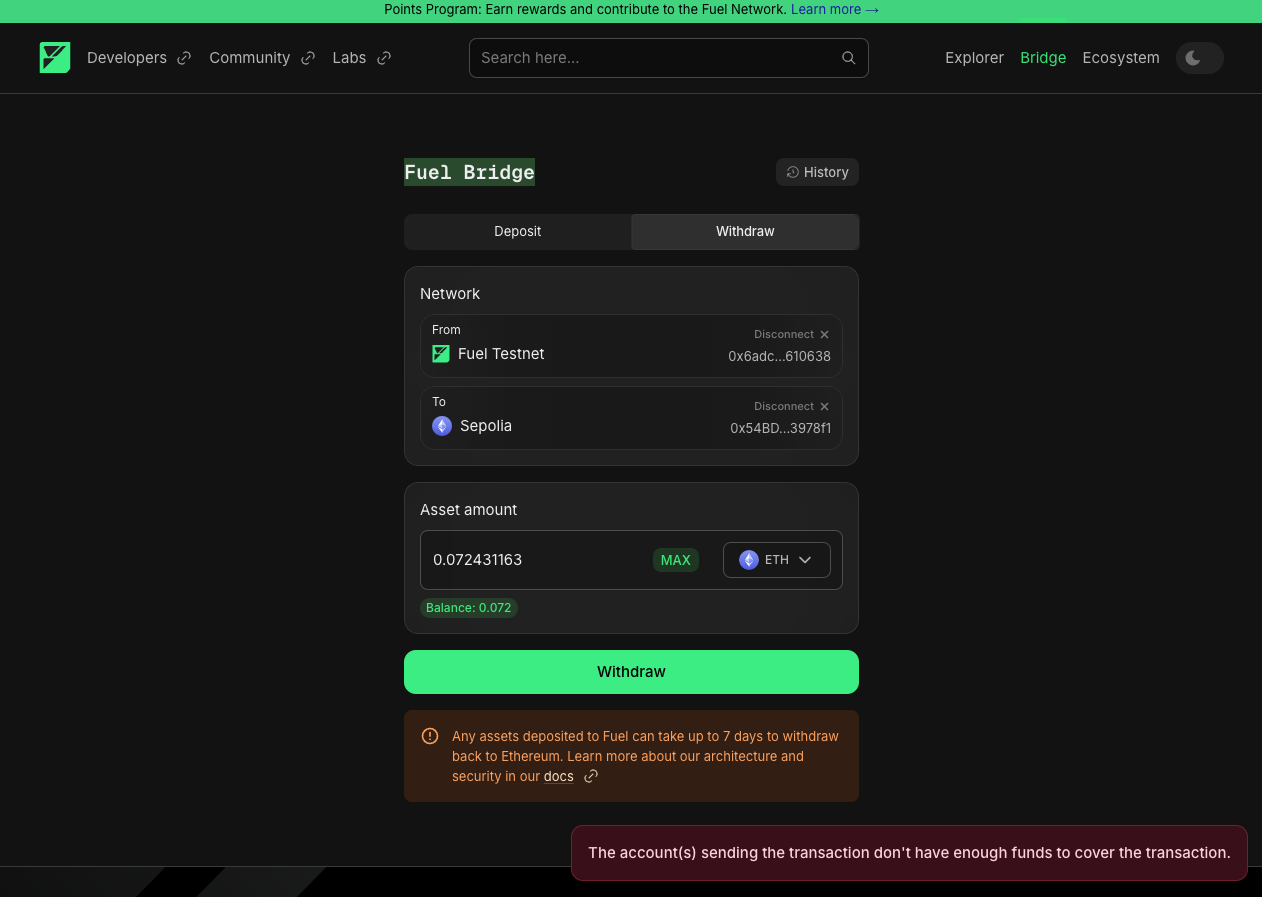 Points Program: Earn rewards and contribute to the Fuel Network. Learn more →
Developers Community Labs Search here... Explorer Bridge Ecosystem
Fuel Bridge History
Deposit Withdraw
Network
From Disconnect
Fuel Testnet 0x6adc...610638
To Disconnect
Sepolia 0x54BD...3978f1
Asset amount
0.072431163 MAX ETH
Balance: 0.072
Withdraw
Any assets deposited to Fuel can take up to 7 days to withdraw
back to Ethereum. Learn more about our architecture and
security in our docs
The account(s) sending the transaction don't have enough funds to cover the transaction.